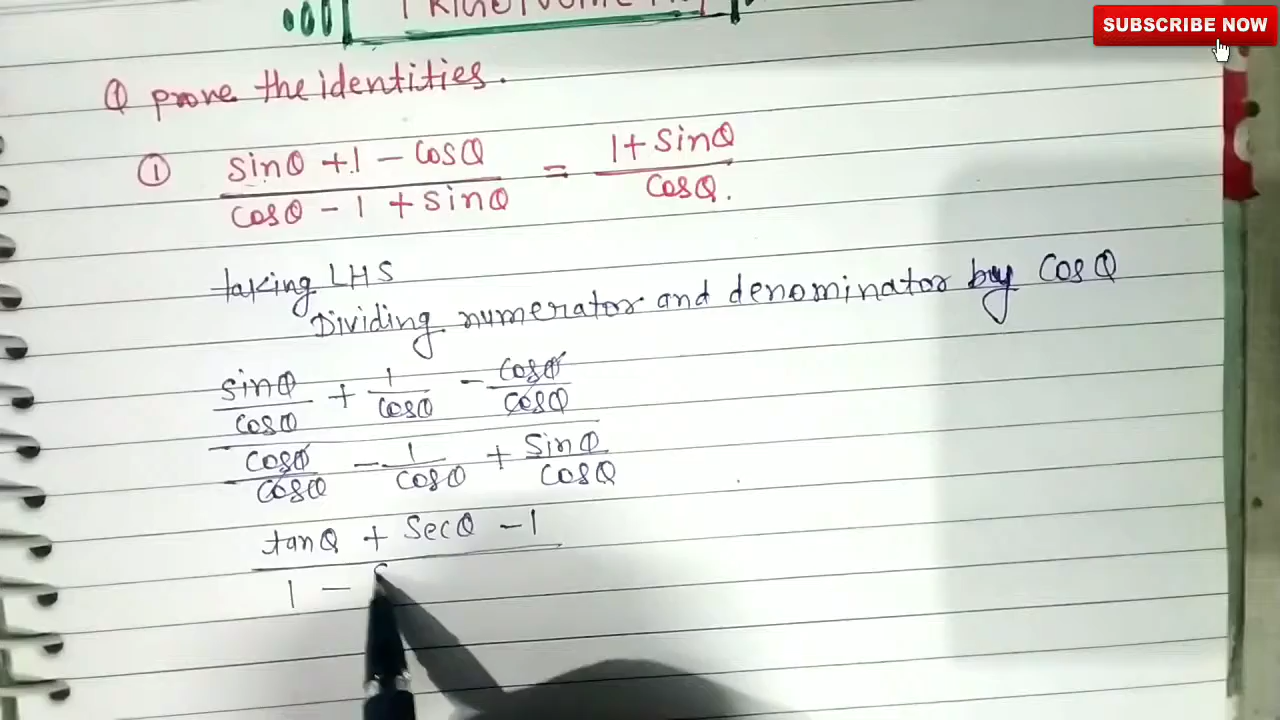 SUBSCRIBE NOW
Q prove the identities.
① sinθ + 1 - cosθ / cosθ - 1 + sinθ = 1 + sinθ / cosθ.
taking LHS
Dividing numerator and denominator by cosθ
sinθ/cosθ + 1/cosθ - cosθ/cosθ
cosθ/cosθ - 1/cosθ + sinθ/cosθ
tanθ + secθ - 1
1 -